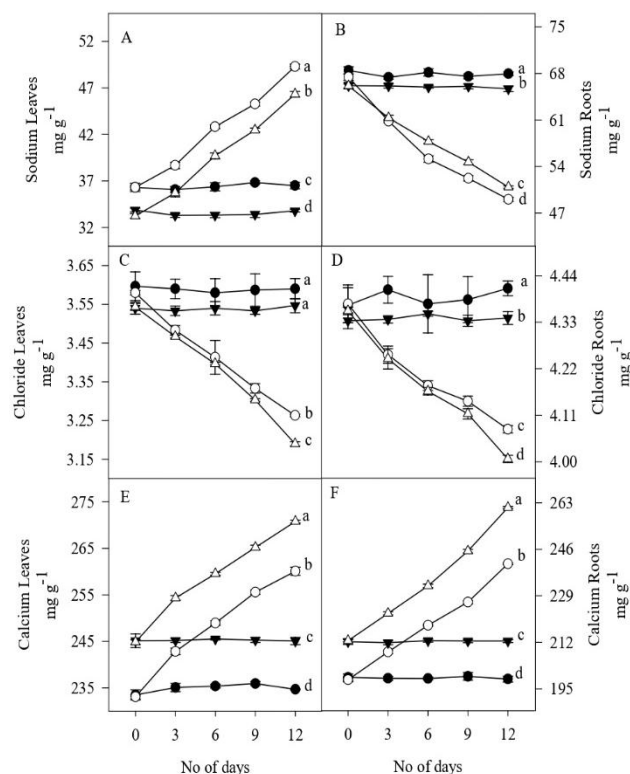 A
52
47
42
37
33
Sodium Leaves
mg g-1
a
b
c
d
B
75
68
61
54
47
Sodium Roots
mg g-1
a
b
c
d
C
3.65
3.55
3.45
3.35
3.25
3.15
Chloride Leaves
mg g-1
a
a
b
c
D
4.44
4.33
4.22
4.11
4.00
Chloride Roots
mg g-1
a
b
c
d
E
275
265
255
245
235
Calcium Leaves
mg g-1
a
b
c
d
F
263
246
229
212
195
Calcium Roots
mg g-1
a
b
c
d
0 3 6 9 12
No of days
0 3 6 9 12
No of days